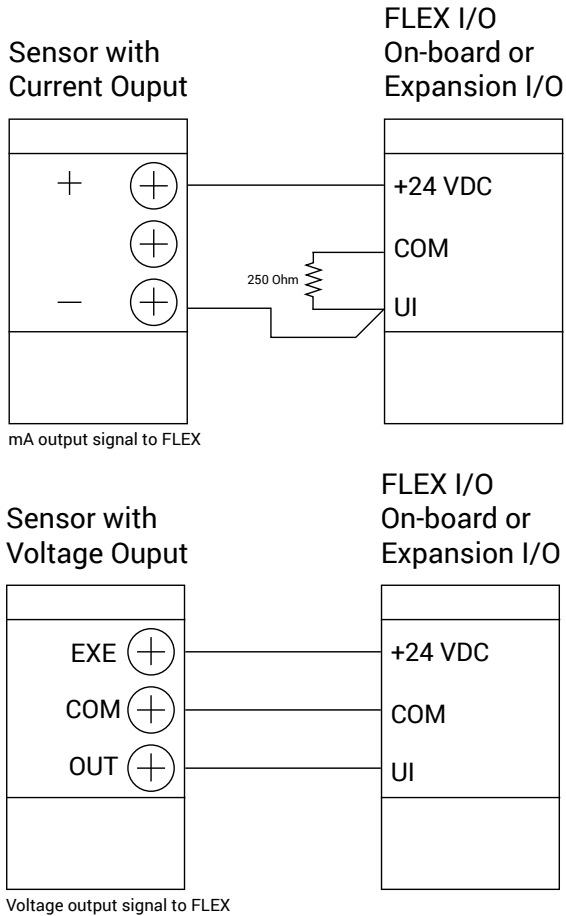 Sensor with
Current Ouput
FLEX I/O
On-board or
Expansion I/O
+
+24 VDC
COM
250 Ohm
—
UI
mA output signal to FLEX
Sensor with
Voltage Ouput
FLEX I/O
On-board or
Expansion I/O
EXE
+24 VDC
COM
COM
OUT
UI
Voltage output signal to FLEX